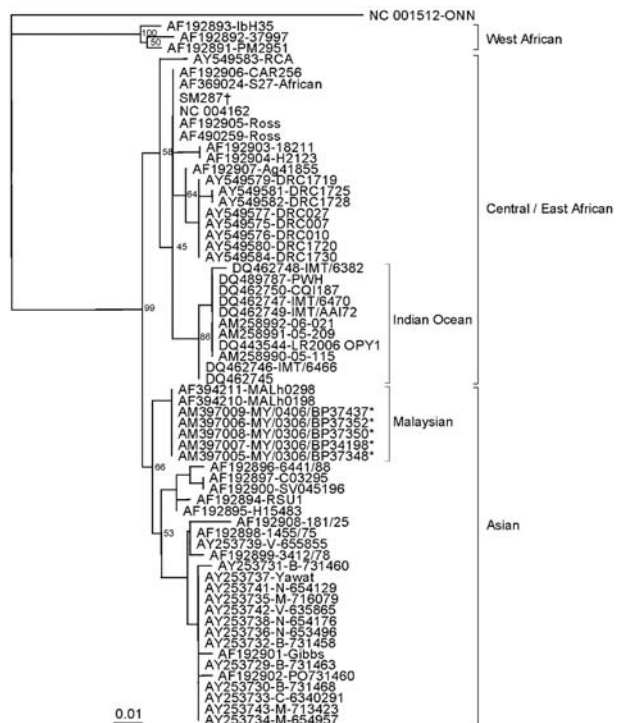 NC 001512-ONN
AF192893-IbH35
100
AF192892-37997
50
AF192891-PM2951
West African
AY549583-RCA
AF192906-CAR256
AF369024-S27-African
SM287†
NC 004162
AF192905-Ross
AF490259-Ross
58
AF192903-18211
AF192904-H2123
AF192907-Ag41855
AY549579-DRC1719
64
AY549581-DRC1725
AY549582-DRC1728
AY549577-DRC027
AY549575-DRC007
AY549576-DRC010
AY549580-DRC1720
AY549584-DRC1730
45
Central / East African
DQ462748-IMT/6382
DQ489787-PWH
DQ462750-CQI187
DQ462747-IMT/6470
DQ462749-IMT/AAI72
AM258992-06-021
AM258991-05-209
DQ443544-LR2006 OPY1
AM258990-05-115
DQ462746-IMT/6466
DQ462745
86
Indian Ocean
99
AF394211-MALh0298
AF394210-MALh0198
AM397009-MY/0406/BP37437*
AM397006-MY/0306/BP37352*
AM397008-MY/0306/BP37350*
AM397007-MY/0306/BP34198*
AM397005-MY/0306/BP37348*
Malaysian
66
AF192896-6441/88
AF192897-C03295
AF192900-SV045196
AF192894-RSU1
AF192895-H15483
53
AF192908-181/25
AF192898-1455/75
AY253739-V-655855
AF192899-3412/78
Asian
AY253731-B-731460
AY253737-Yawat
AY253741-N-654129
AY253735-M-716079
AY253742-V-635865
AY253738-N-654176
AY253736-N-653496
AY253732-B-731458
AF192901-Gibbs
AY253729-B-731463
AF192902-PO731460
AY253730-B-731468
AY253733-C-6340291
AY253743-M-713423
AY253734-M-654957
0.01